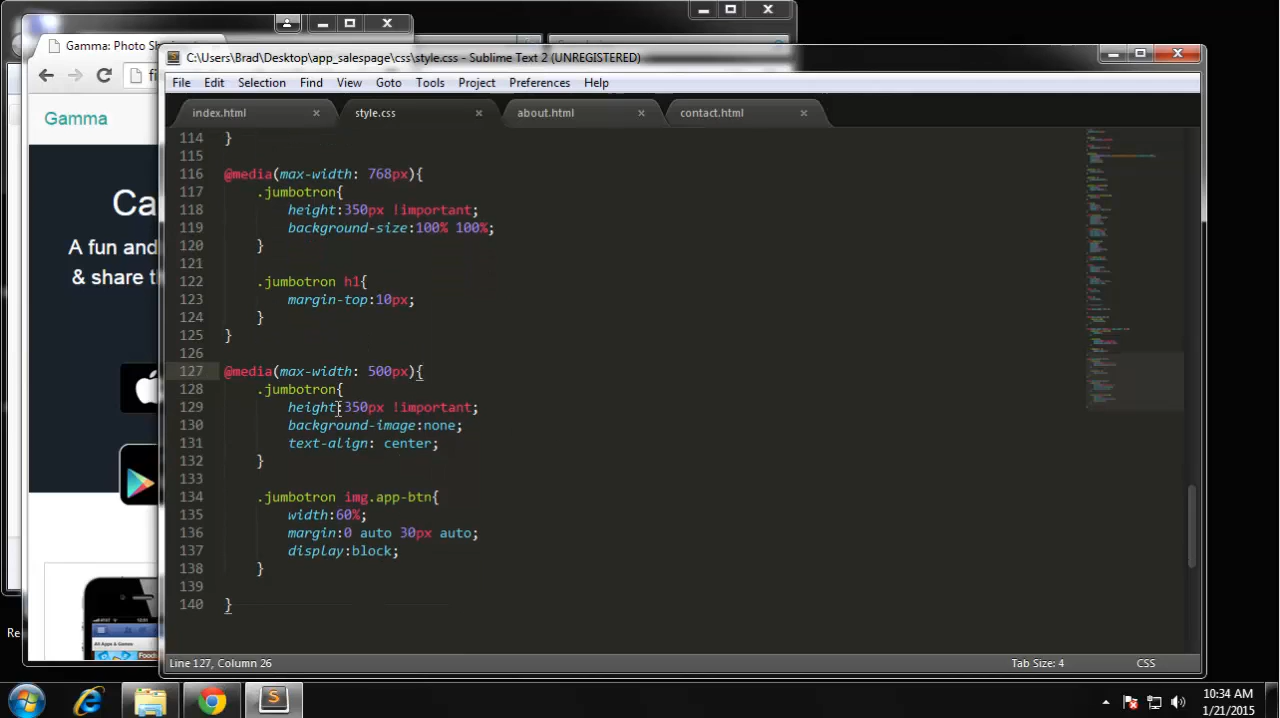 Gamma: Photo S
fi
Gamma
Ca
A fun and
& share t
All Apps & Games
Re
C:\Users\Brad\Desktop\app_salespage\css\style.css - Sublime Text 2 (UNREGISTERED)
File Edit Selection Find View Goto Tools Project Preferences Help
index.html × style.css × about.html × contact.html ×
114 }
115
116 @media(max-width: 768px){
117 .jumbotron{
118 height:350px !important;
119 background-size:100% 100%;
120 }
121
122 .jumbotron h1{
123 margin-top:10px;
124 }
125 }
126
127 @media(max-width: 500px){
128 .jumbotron{
129 height:350px !important;
130 background-image:none;
131 text-align: center;
132 }
133
134 .jumbotron img.app-btn{
135 width:60%;
136 margin:0 auto 30px auto;
137 display:block;
138 }
139
140 }
Line 127, Column 26 Tab Size: 4 CSS
10:34 AM
1/21/2015